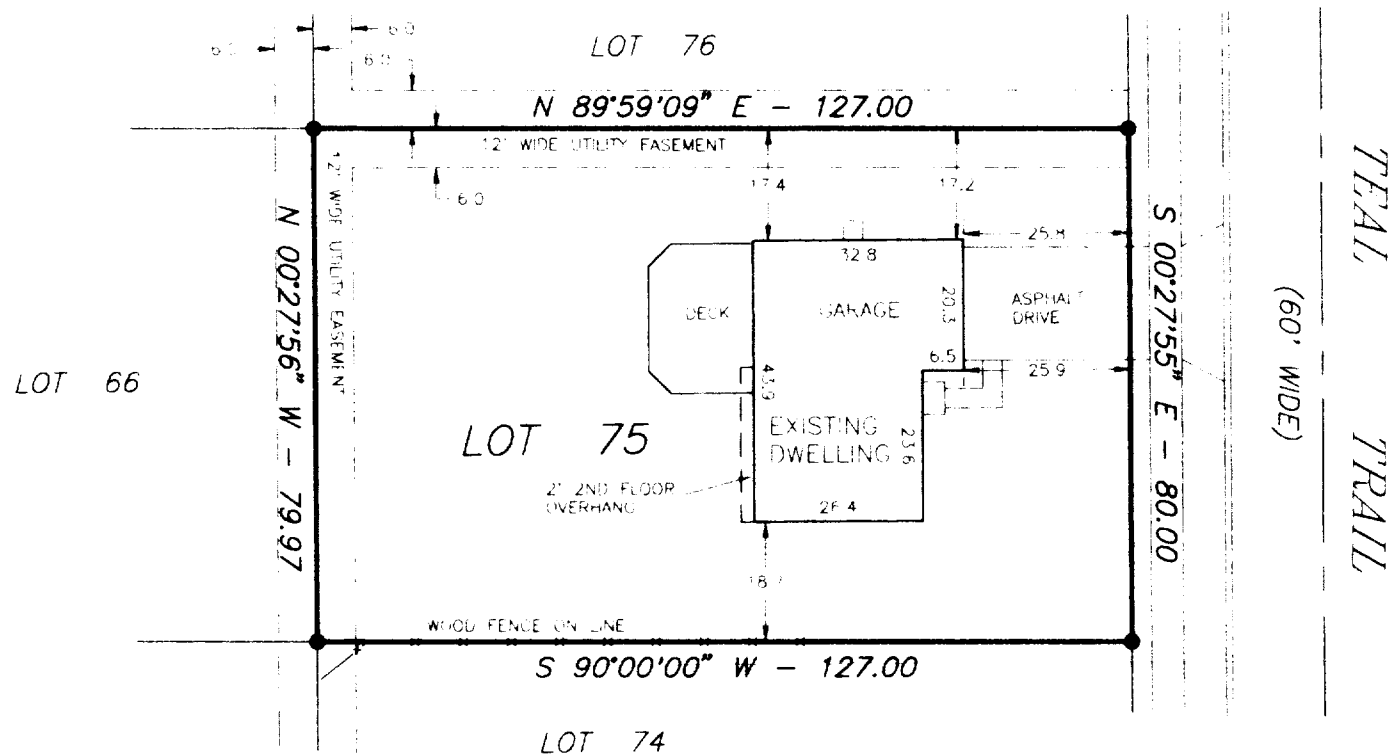 6.0
LOT 76
6.0
N 89°59'09" E - 127.00
12' WIDE UTILITY EASEMENT
6.0
17.4
17.2
25.8
32.8
DECK
GARAGE
20.3
ASPHALT
DRIVE
6.5
25.9
43.9
LOT 66
N 00°27'56" W - 79.97
12' WIDE UTILITY EASEMENT
LOT 75
EXISTING
DWELLING
23.6
2' 2ND FLOOR
OVERHANG
26.4
WOOD FENCE ON LINE
S 90°00'00" W - 127.00
LOT 74
S 00°27'55" E - 80.00
(60' WIDE)
TEAL TRAIL